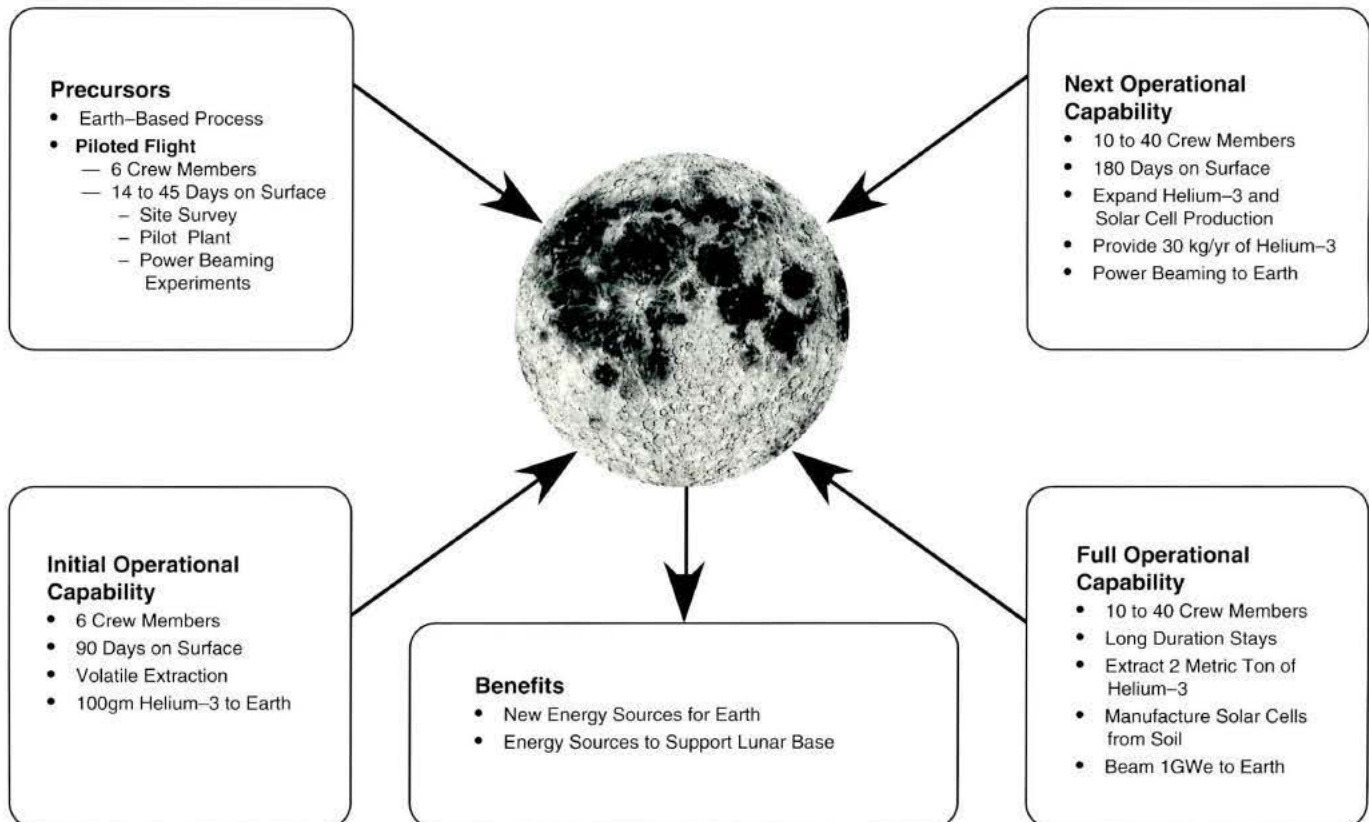 Precursors
• Earth–Based Process
• Piloted Flight
— 6 Crew Members
— 14 to 45 Days on Surface
– Site Survey
– Pilot Plant
– Power Beaming
Experiments
Next Operational
Capability
• 10 to 40 Crew Members
• 180 Days on Surface
• Expand Helium–3 and
Solar Cell Production
• Provide 30 kg/yr of Helium–3
• Power Beaming to Earth
Initial Operational
Capability
• 6 Crew Members
• 90 Days on Surface
• Volatile Extraction
• 100gm Helium–3 to Earth
Benefits
• New Energy Sources for Earth
• Energy Sources to Support Lunar Base
Full Operational
Capability
• 10 to 40 Crew Members
• Long Duration Stays
• Extract 2 Metric Ton of
Helium–3
• Manufacture Solar Cells
from Soil
• Beam 1GWe to Earth